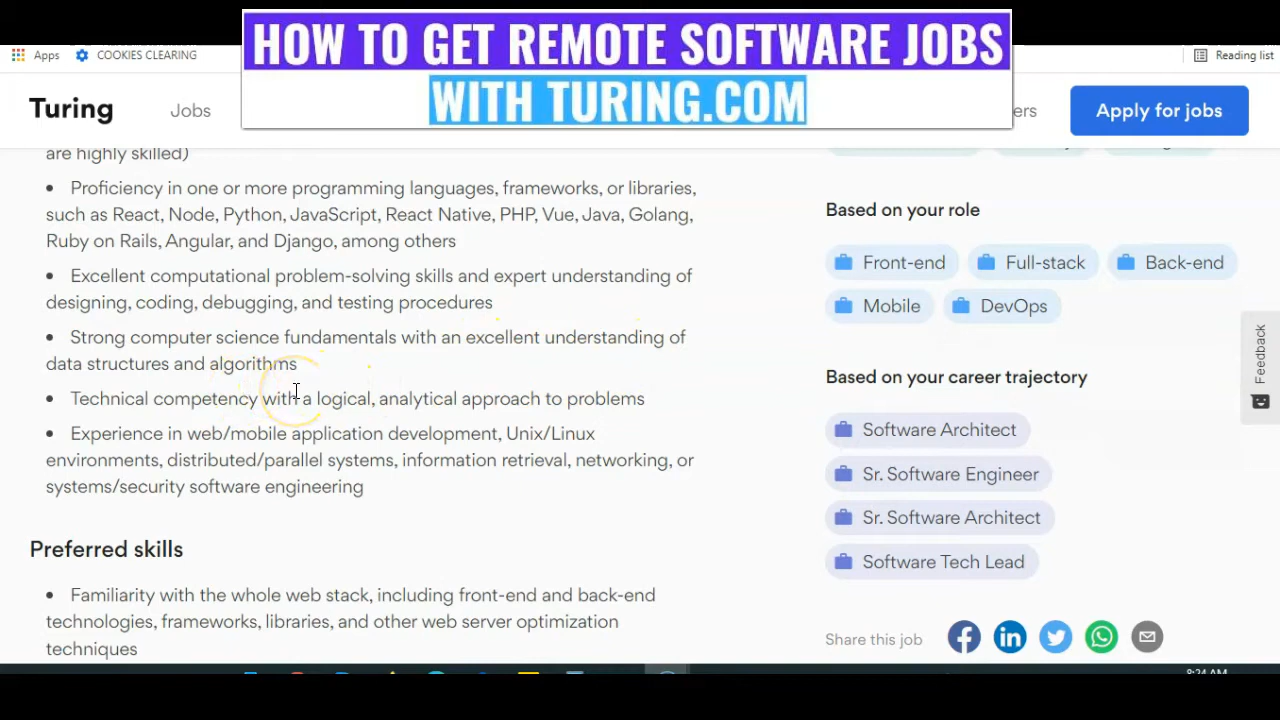 HOW TO GET REMOTE SOFTWARE JOBS
WITH TURING.COM
Apps
COOKIES CLEARING
Reading list
Turing
Jobs
ers
Apply for jobs
are highly skilled)
• Proficiency in one or more programming languages, frameworks, or libraries,
such as React, Node, Python, JavaScript, React Native, PHP, Vue, Java, Golang,
Ruby on Rails, Angular, and Django, among others
• Excellent computational problem-solving skills and expert understanding of
designing, coding, debugging, and testing procedures
• Strong computer science fundamentals with an excellent understanding of
data structures and algorithms
• Technical competency with a logical, analytical approach to problems
• Experience in web/mobile application development, Unix/Linux
environments, distributed/parallel systems, information retrieval, networking, or
systems/security software engineering
Preferred skills
• Familiarity with the whole web stack, including front-end and back-end
technologies, frameworks, libraries, and other web server optimization
techniques
Based on your role
Front-end
Full-stack
Back-end
Mobile
DevOps
Based on your career trajectory
Software Architect
Sr. Software Engineer
Sr. Software Architect
Software Tech Lead
Share this job
Feedback
8:24 AM